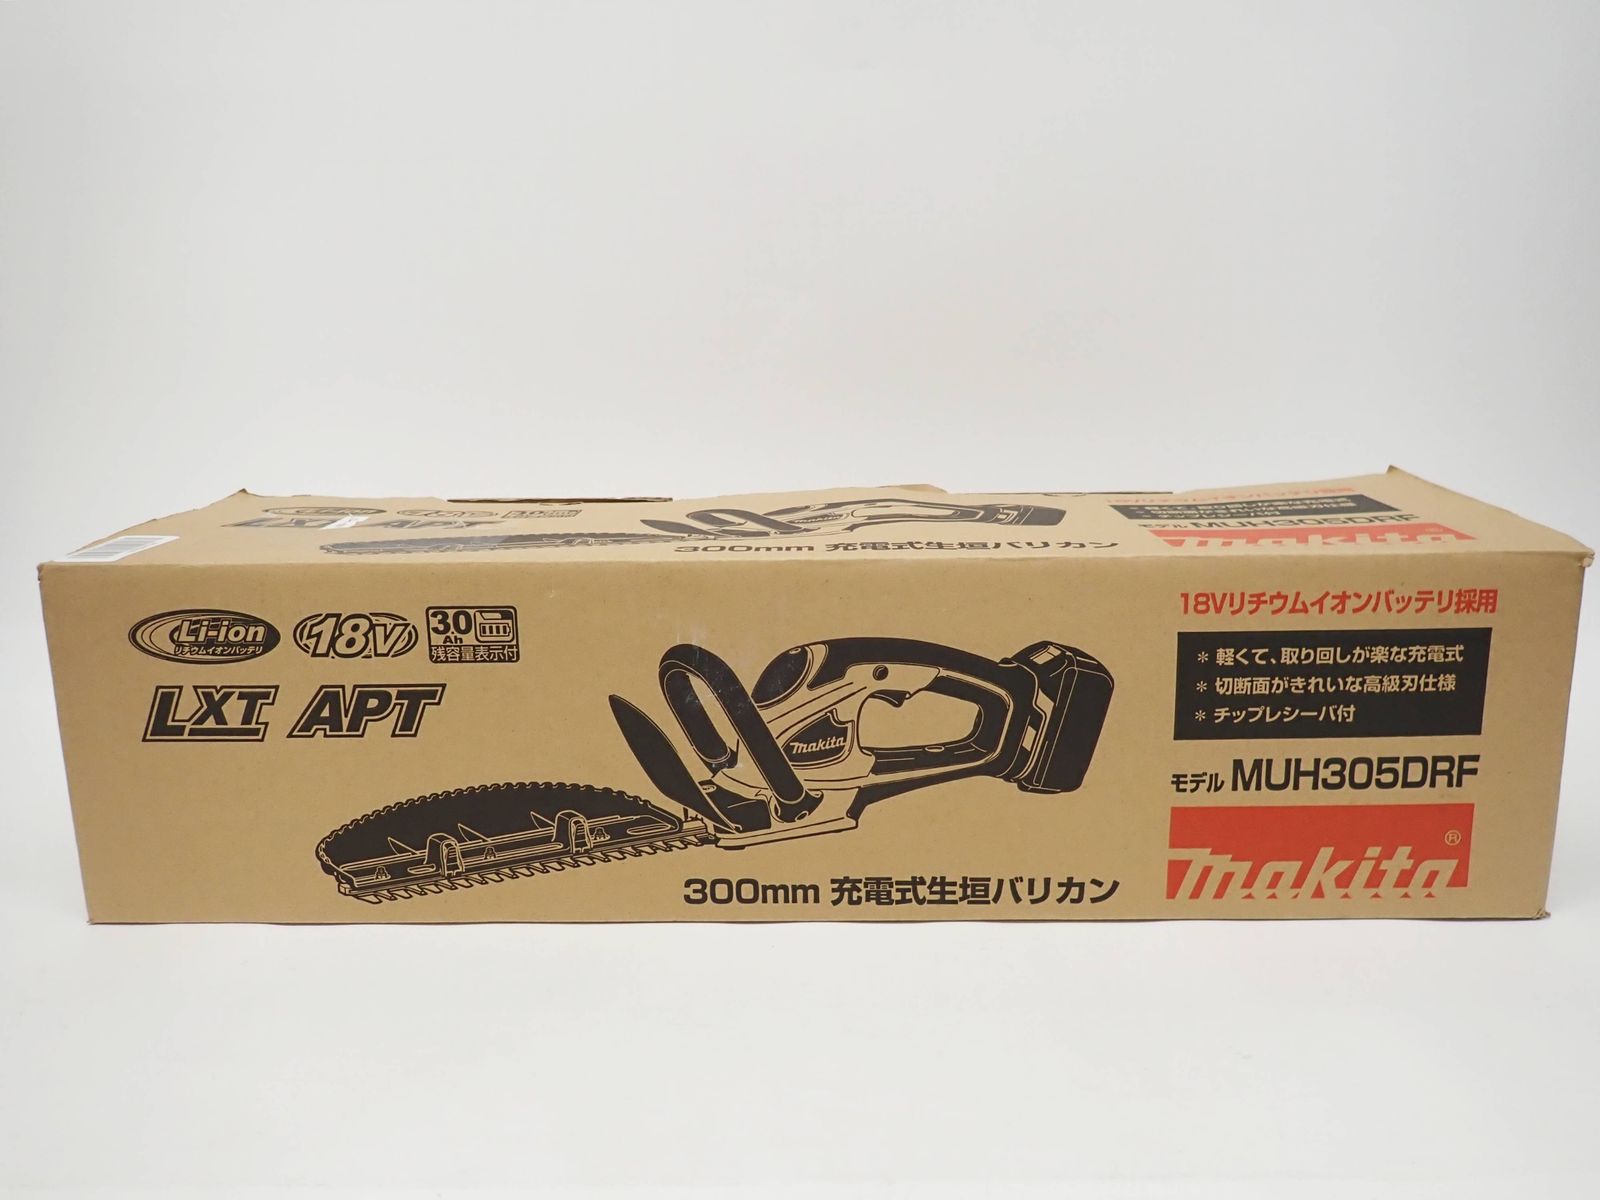 LXT APT
300mm 充電式生垣バリカン
モデル MUH305DRF
makita
Li-ion
リチウムイオンバッテリ
18V
3.0
Ah
残容量表示付
LXT APT
makita
300mm 充電式生垣バリカン
18Vリチウムイオンバッテリ採用
* 軽くて、取り回しが楽な充電式
* 切断面がきれいな高級刃仕様
* チップレシーバ付
モデル MUH305DRF
makita®